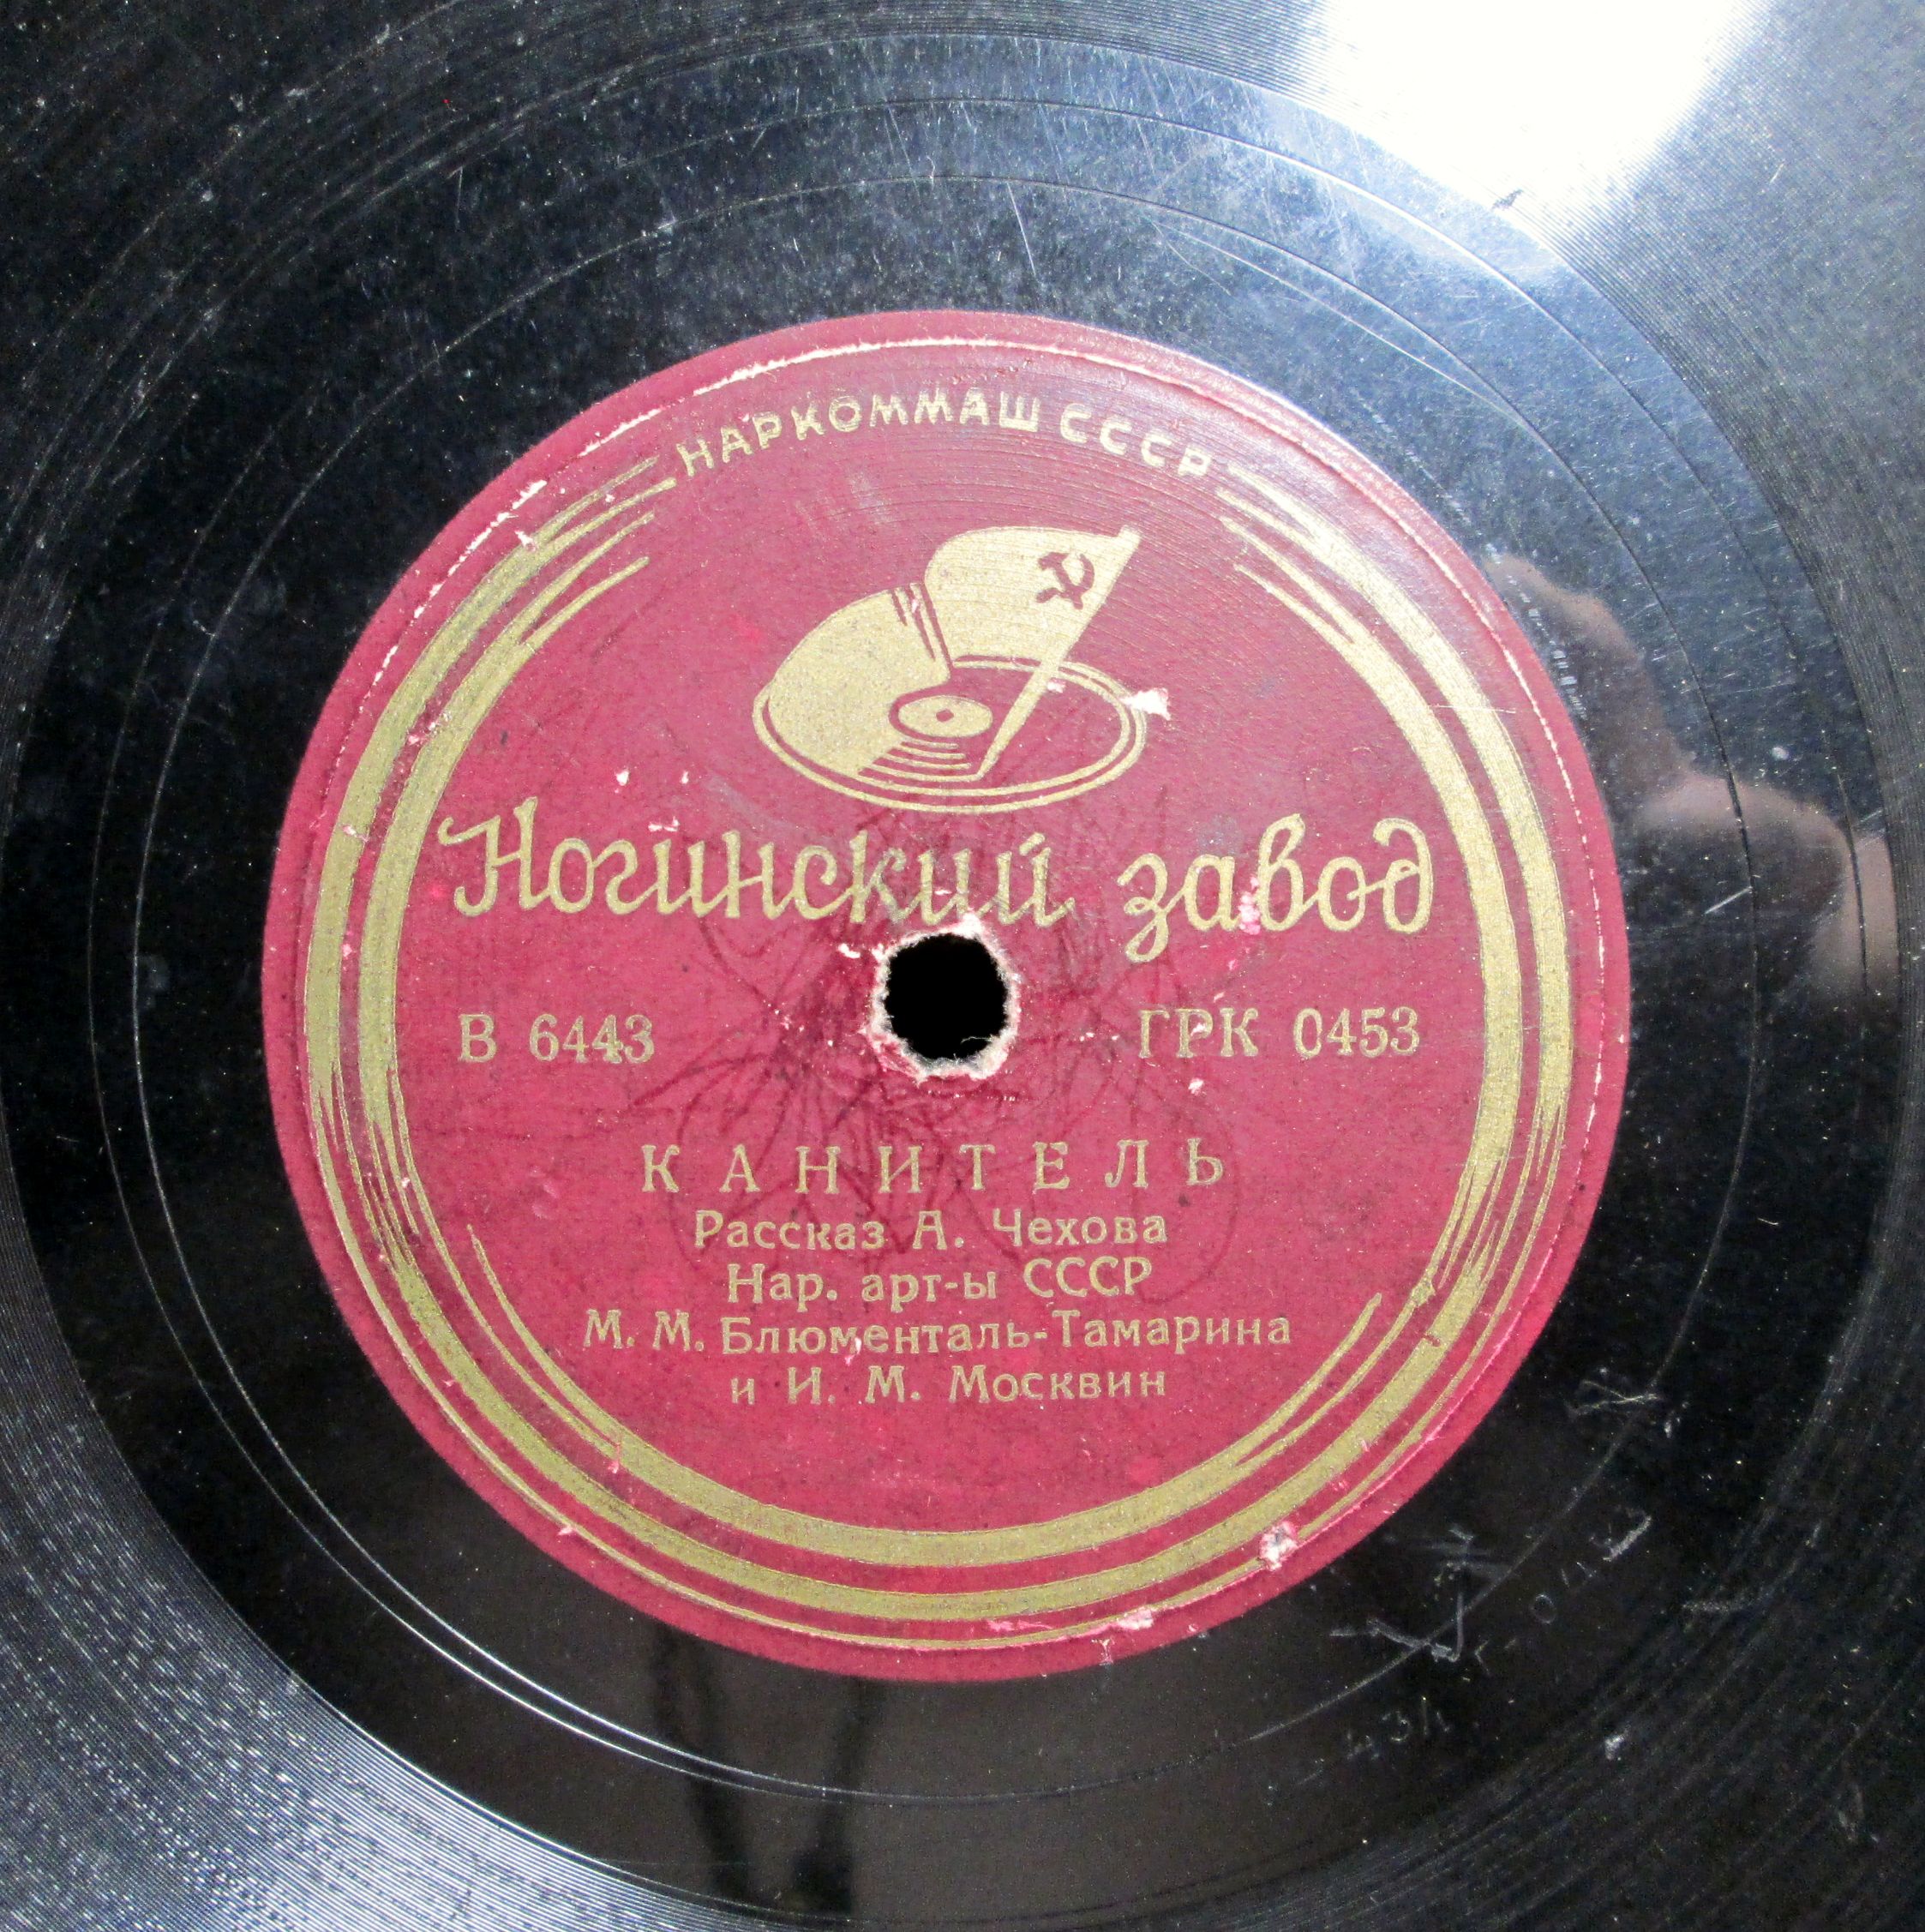 НАРКОММАШ СССР
Ногинский завод
В 6443 ГРК 0453
КАНИТЕЛЬ
Рассказ А. Чехова
Нар. арт-ы СССР
М. М. Блюменталь-Тамарина
и И. М. Москвин